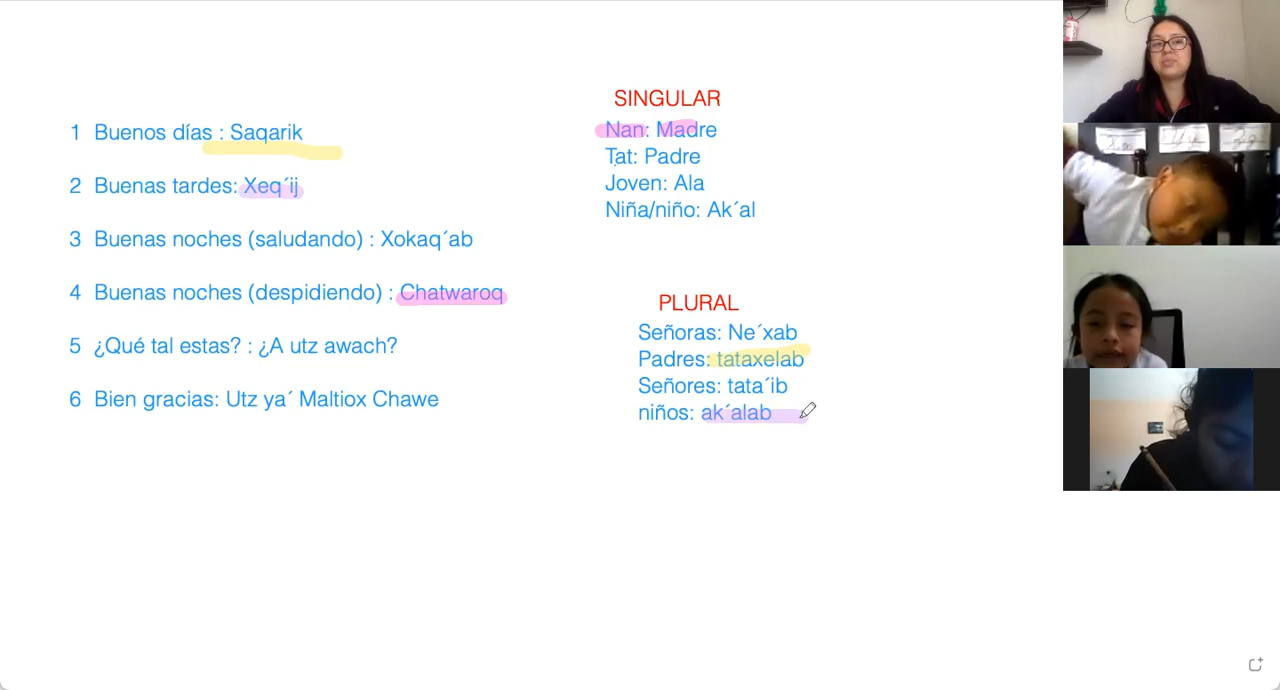 1 Buenos días : Saqarik
2 Buenas tardes: Xeq´ij
3 Buenas noches (saludando) : Xokaq´ab
4 Buenas noches (despidiendo) : Chatwaroq
5 ¿Qué tal estas? : ¿A utz awach?
6 Bien gracias: Utz ya´ Maltiox Chawe
SINGULAR
Nan: Madre
Tat: Padre
Joven: Ala
Niña/niño: Ak´al
PLURAL
Señoras: Ne´xab
Padres: tataxelab
Señores: tata´ib
niños: ak´alab